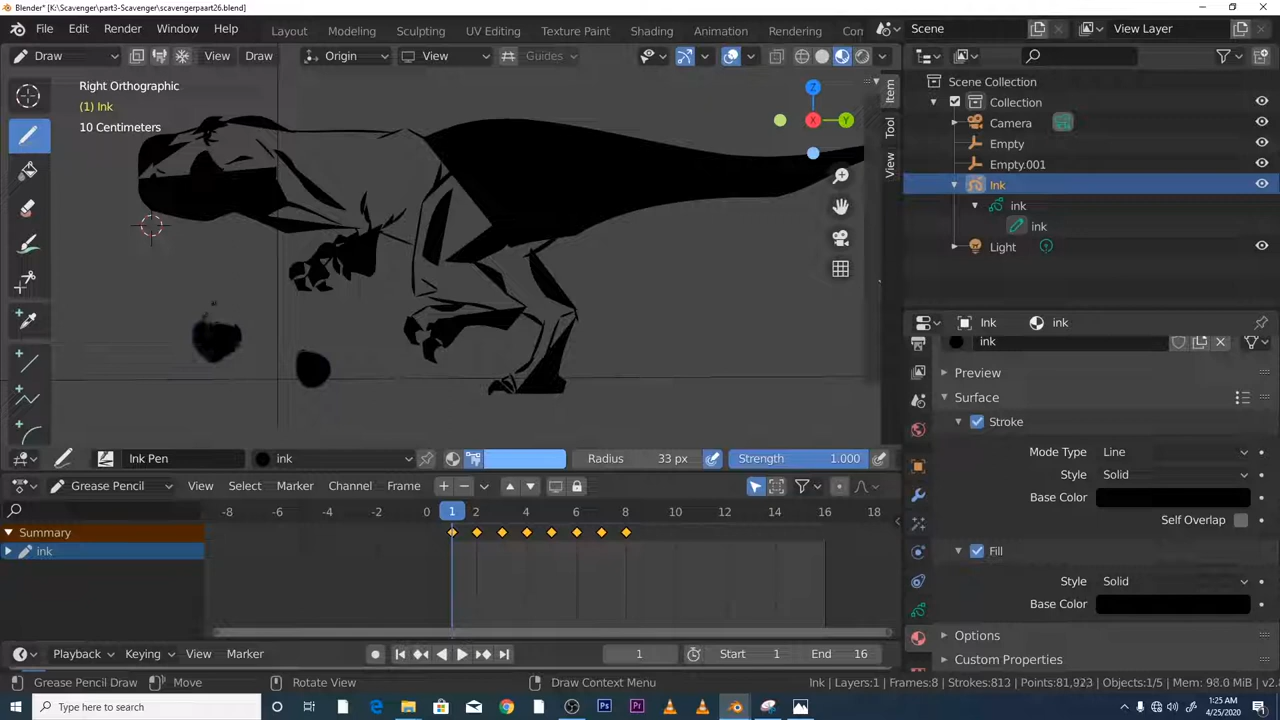 Blender* [K:\Scavenger\part3-Scavenger\scavengerpaart26.blend]
File Edit Render Window Help Layout Modeling Sculpting UV Editing Texture Paint Shading Animation Rendering Com Scene View Layer
Draw View Draw Origin View Guides
Right Orthographic
(1) Ink
10 Centimeters
Z
X
Y
Item
Tool
View
Scene Collection
Collection
Camera
Empty
Empty.001
Ink
ink
ink
Light
Ink ink
ink
Preview
Surface
Stroke
Mode Type Line
Style Solid
Base Color
Self Overlap
Fill
Style Solid
Base Color
Options
Custom Properties
Ink Pen ink Radius 33 px Strength 1.000
Grease Pencil View Select Marker Channel Frame
-8 -6 -4 -2 0 1 2 4 6 8 10 12 14 16 18
Summary
ink
Playback Keying View Marker 1 Start 1 End 16
Grease Pencil Draw Move Rotate View Draw Context Menu Ink | Layers:1 | Frames:8 | Strokes:813 | Points:81,923 | Objects:1/5 | Mem: 98.0 MiB | v2.8
Type here to search
1:25 AM
4/25/2020